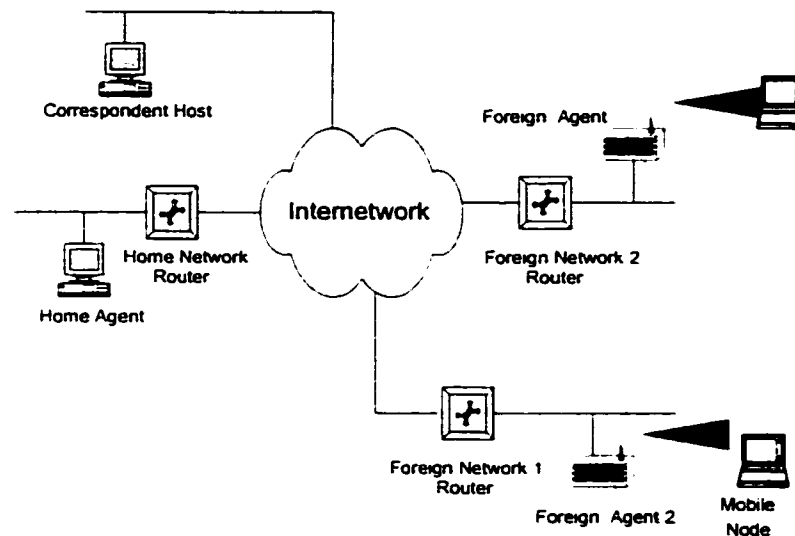 Correspondent Host
Foreign Agent
Internetwork
Home Network
Router
Foreign Network 2
Router
Home Agent
Foreign Network 1
Router
Foreign Agent 2
Mobile
Node